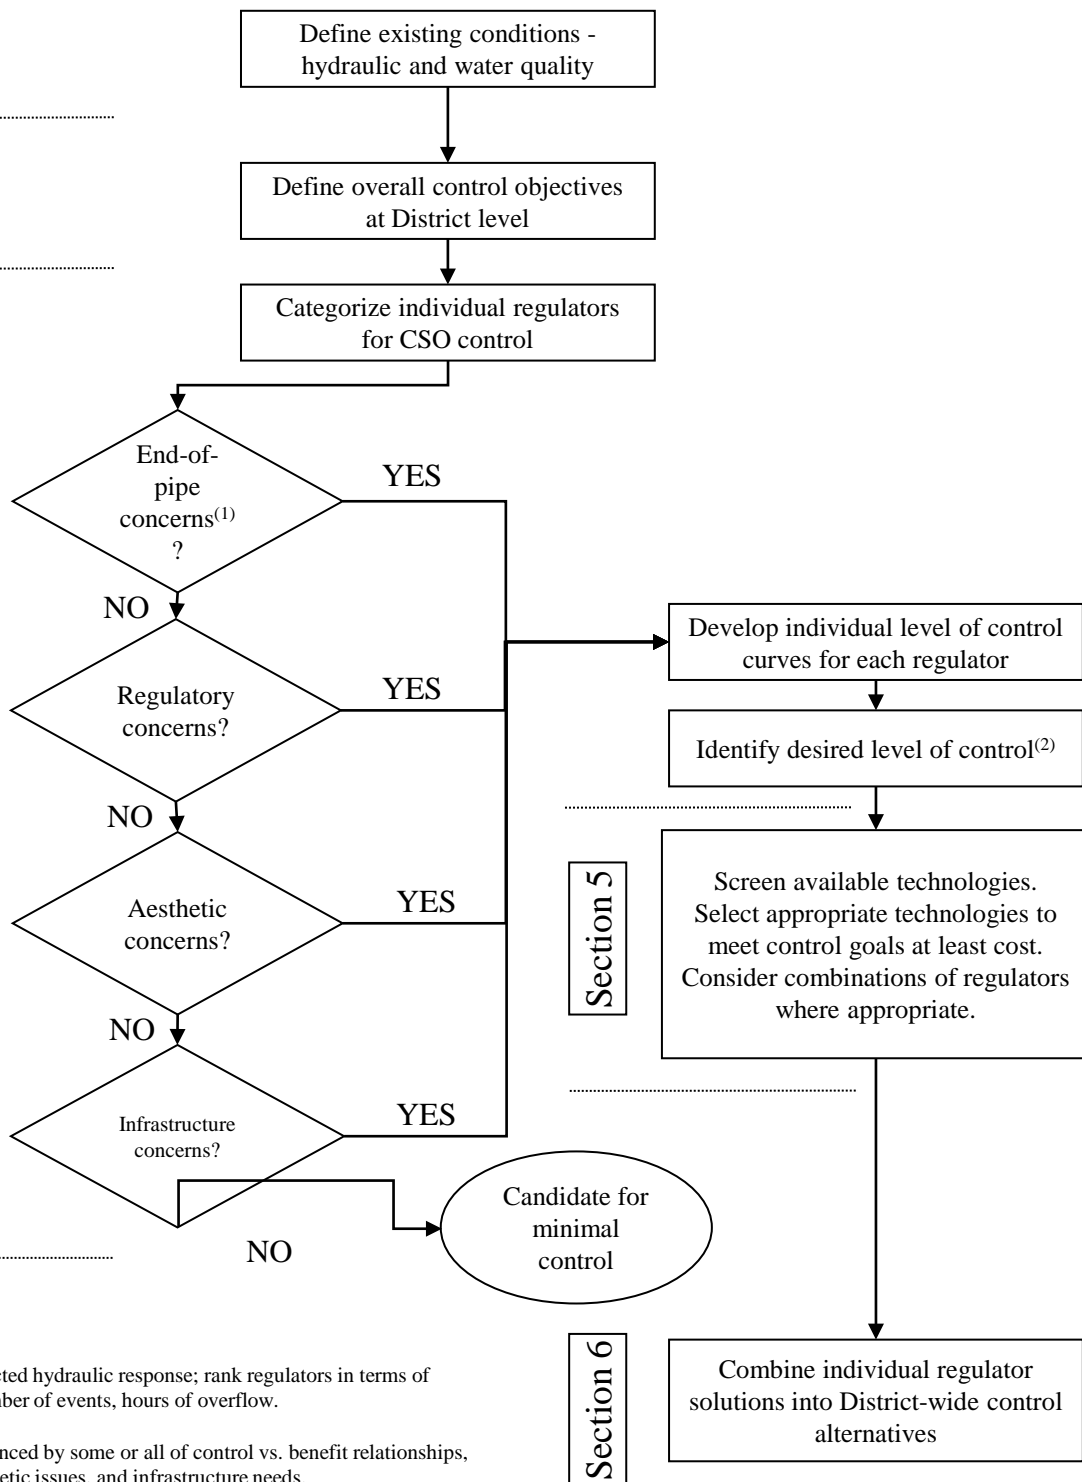 Define existing conditions -
hydraulic and water quality
Define overall control objectives
at District level
Categorize individual regulators
for CSO control
End-of-
pipe
concerns(1)
?
YES
NO
Regulatory
concerns?
YES
NO
Aesthetic
concerns?
YES
NO
Infrastructure
concerns?
YES
NO
Candidate for
minimal
control
Develop individual level of control
curves for each regulator
Identify desired level of control(2)
Section 5
Screen available technologies.
Select appropriate technologies to
meet control goals at least cost.
Consider combinations of regulators
where appropriate.
Section 6
Combine individual regulator
solutions into District-wide control
alternatives
hydraulic response; rank regulators in terms of
of events, hours of overflow.
by some or all of control vs. benefit relationships,
issues, and infrastructure needs